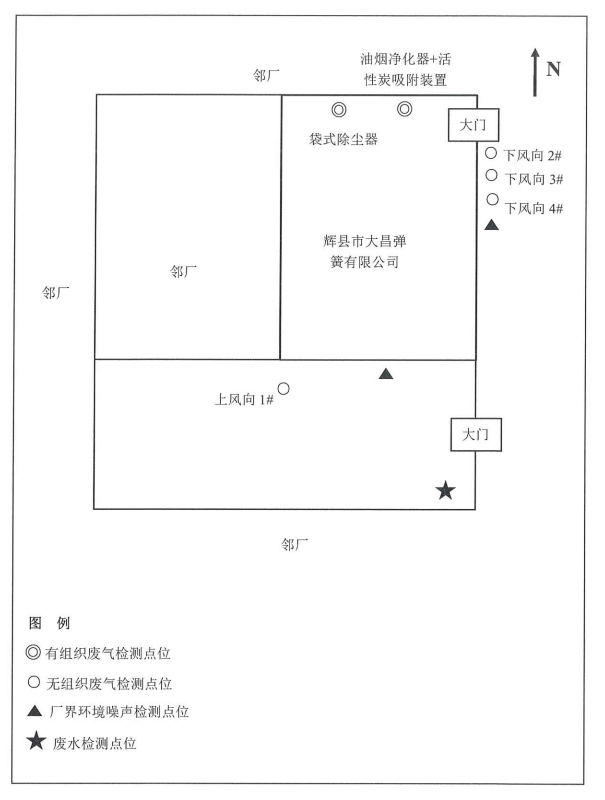 油烟净化器+活
性炭吸附装置
邻厂
N
大门
袋式除尘器
下风向 2#
下风向 3#
下风向 4#
辉县市大昌弹
簧有限公司
邻厂
邻厂
上风向 1#
大门
邻厂
图 例
有组织废气检测点位
无组织废气检测点位
厂界环境噪声检测点位
废水检测点位